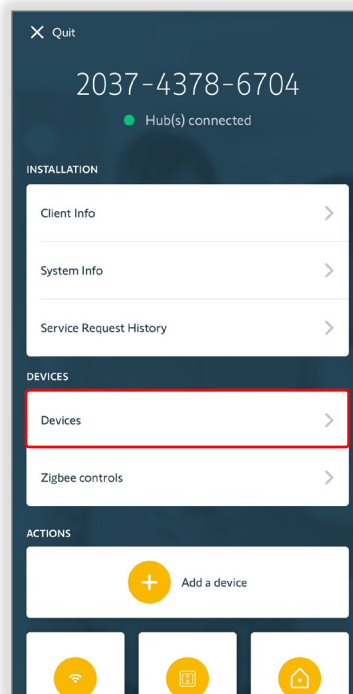 Quit
2037-4378-6704
Hub(s) connected
INSTALLATION
Client Info
System Info
Service Request History
DEVICES
Devices
Zigbee controls
ACTIONS
Add a device